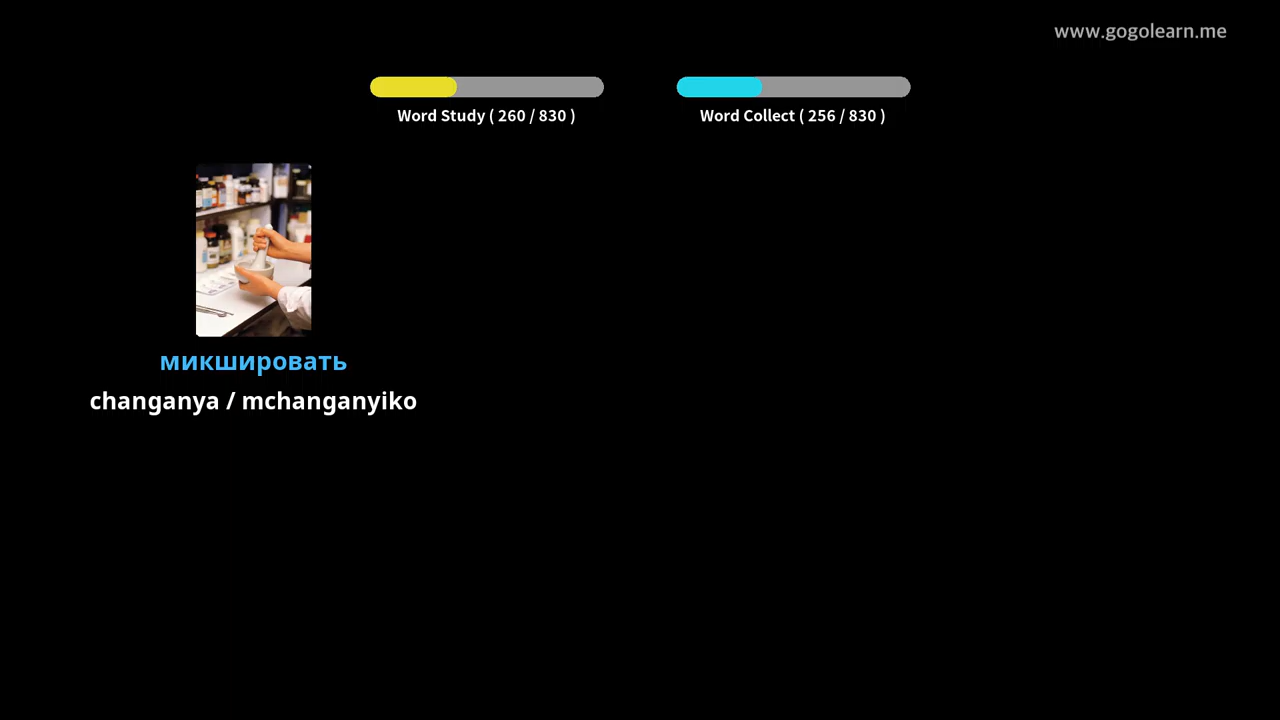 www.gogolearn.me
Word Study ( 260 / 830 )
Word Collect ( 256 / 830 )
микшировать
changanya / mchanganyiko